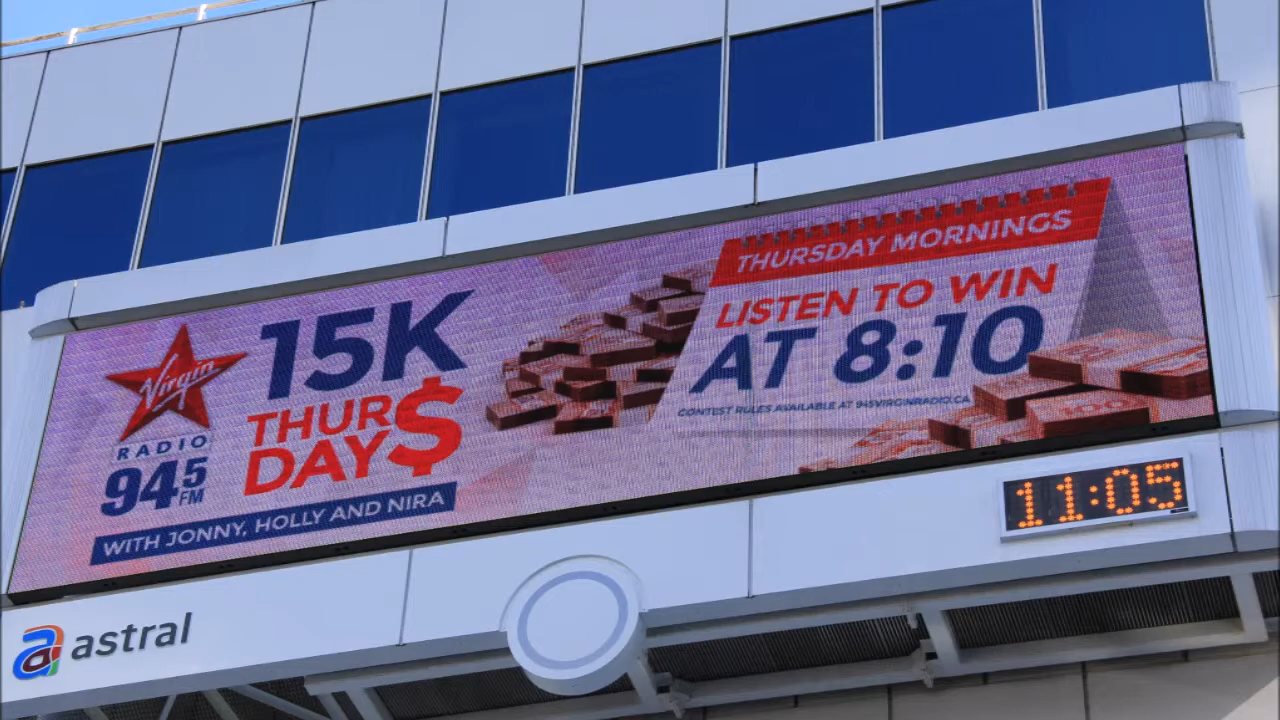 Virgin
RADIO
94.5
FM
15K
THUR$
DAY
WITH JONNY, HOLLY AND NIRA
THURSDAY MORNINGS
LISTEN TO WIN
AT 8:10
CONTEST RULES AVAILABLE AT 945VIRGINRADIO.CA
100
11:05
a astral